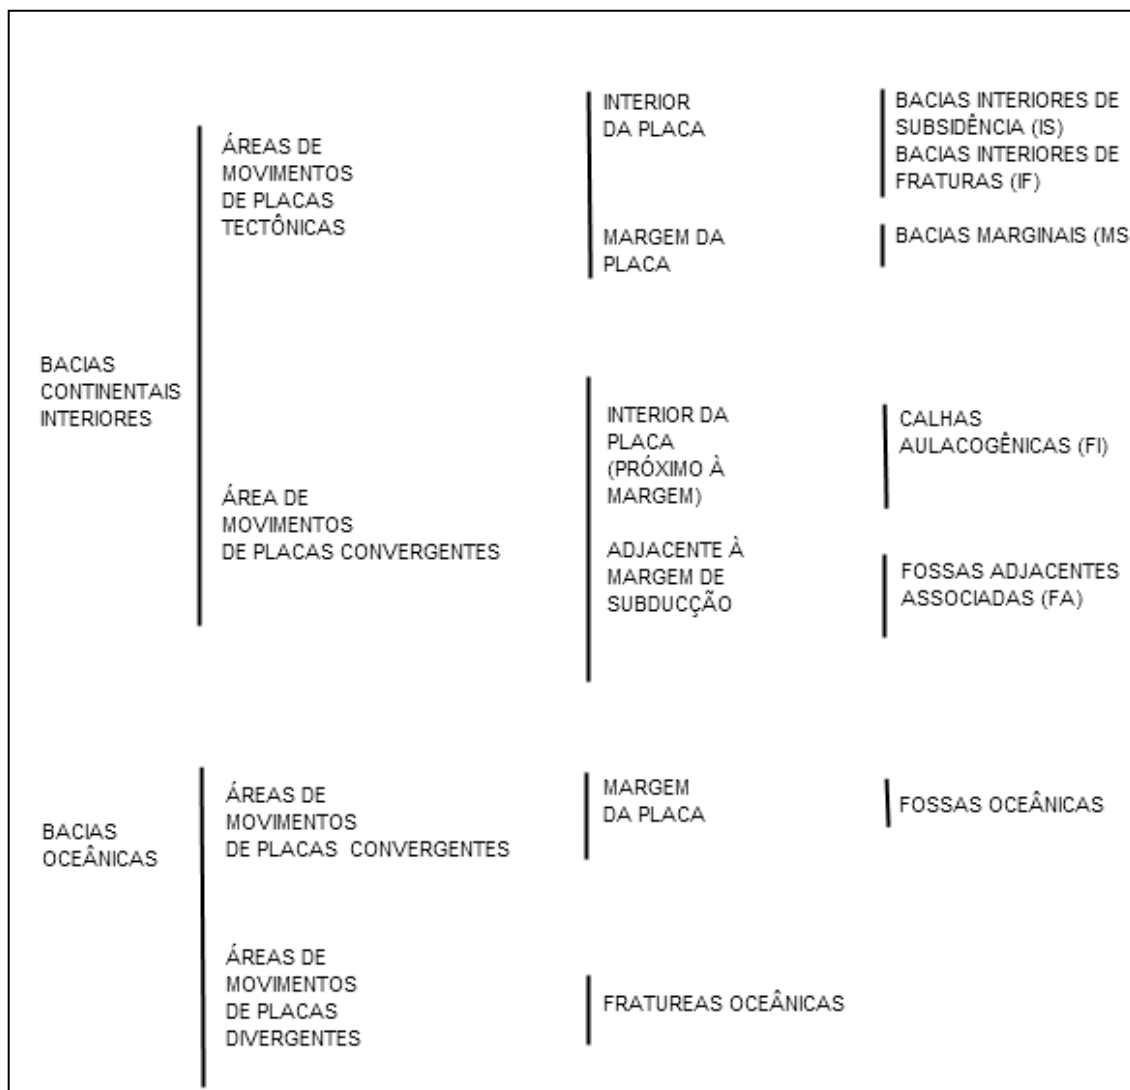 BACIAS
CONTINENTAIS
INTERIORES
ÁREAS DE
MOVIMENTOS
DE PLACAS
TECTÔNICAS
INTERIOR
DA PLACA
BACIAS INTERIORES DE
SUBSIDÊNCIA (IS)
BACIAS INTERIORES DE
FRATURAS (IF)
MARGEM DA
PLACA
BACIAS MARGINAIS (MS
ÁREA DE
MOVIMENTOS
DE PLACAS CONVERGENTES
INTERIOR DA
PLACA
(PRÓXIMO À
MARGEM)
CALHAS
AULACOGÊNICAS (FI)
ADJACENTE À
MARGEM DE
SUBDUCÇÃO
FOSSAS ADJACENTES
ASSOCIADAS (FA)
BACIAS
OCEÂNICAS
ÁREAS DE
MOVIMENTOS
DE PLACAS CONVERGENTES
MARGEM
DA PLACA
FOSSAS OCEÂNICAS
ÁREAS DE
MOVIMENTOS
DE PLACAS
DIVERGENTES
FRATUREAS OCEÂNICAS